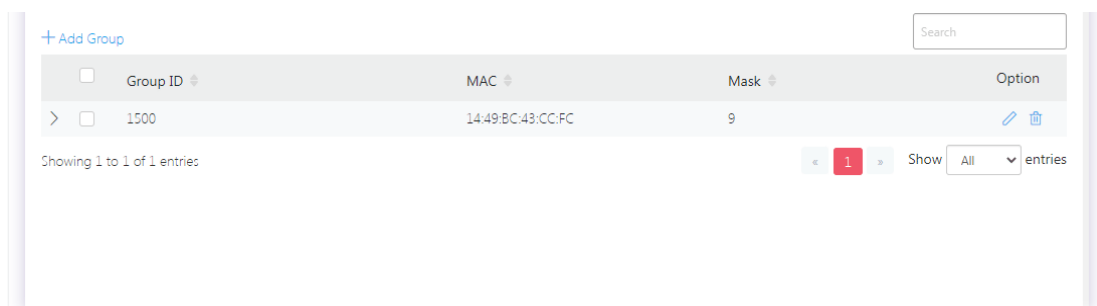 Add Group
Search
Group ID MAC Mask Option
1500 14:49:BC:43:CC:FC 9
Showing 1 to 1 of 1 entries « 1 » Show All entries